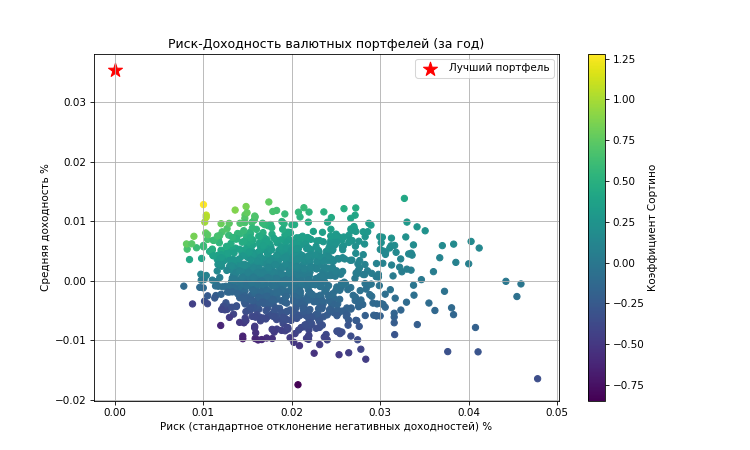 Риск-Доходность валютных портфелей (за год)
Лучший портфель
Средняя доходность %
0.03
0.02
0.01
0.00
−0.01
−0.02
0.00 0.01 0.02 0.03 0.04 0.05
Риск (стандартное отклонение негативных доходностей) %
1.25
1.00
0.75
0.50
0.25
0.00
−0.25
−0.50
−0.75
Коэффициент Сортино